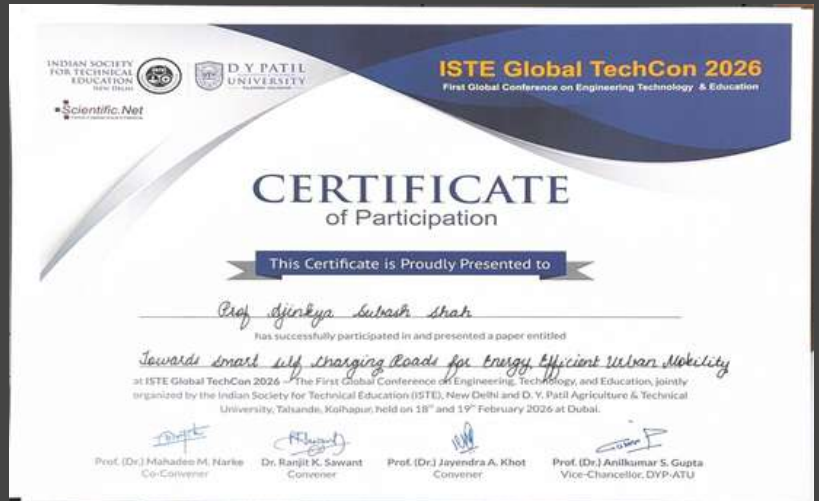 INDIAN SOCIETY
FOR TECHNICAL
EDUCATION
NEW DELHI
D Y PATIL
UNIVERSITY
Scientific.Net
ISTE Global TechCon 2026
First Global Conference on Engineering Technology & Education
CERTIFICATE
of Participation
This Certificate is Proudly Presented to
Prof Ajinkya Subash Shah
has successfully participated in and presented a paper entitled
Towards Smart Self Charging Roads for Energy Efficient Urban Mobility
at ISTE Global TechCon 2026 – The First Global Conference on Engineering, Technology, and Education, jointly
organized by the Indian Society for Technical Education (ISTE), New Delhi and D. Y. Patil Agriculture & Technical
University, Talsande, Kolhapur, held on 18th and 19th February 2026 at Dubai.
Prof. (Dr.) Mahadeo M. Narke
Co-Convener
Dr. Ranjit K. Sawant
Convener
Prof. (Dr.) Jayendra A. Khot
Convener
Prof. (Dr.) Anilkumar S. Gupta
Vice-Chancellor, DYP-ATU